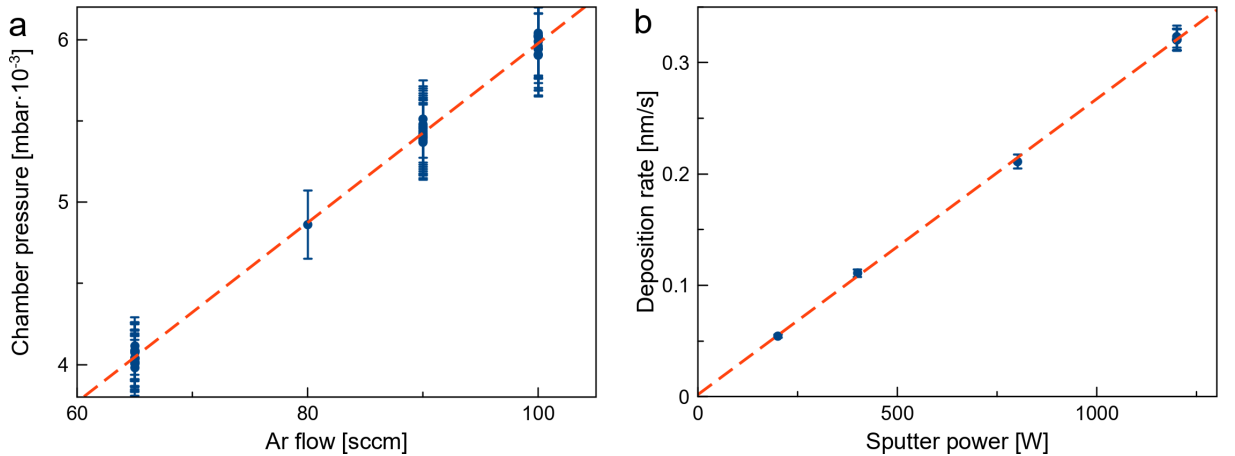 a
Chamber pressure [mbar·10⁻³]
6
5
4
60
80
100
Ar flow [sccm]
b
Deposition rate [nm/s]
0.3
0.2
0.1
0
0
500
1000
Sputter power [W]